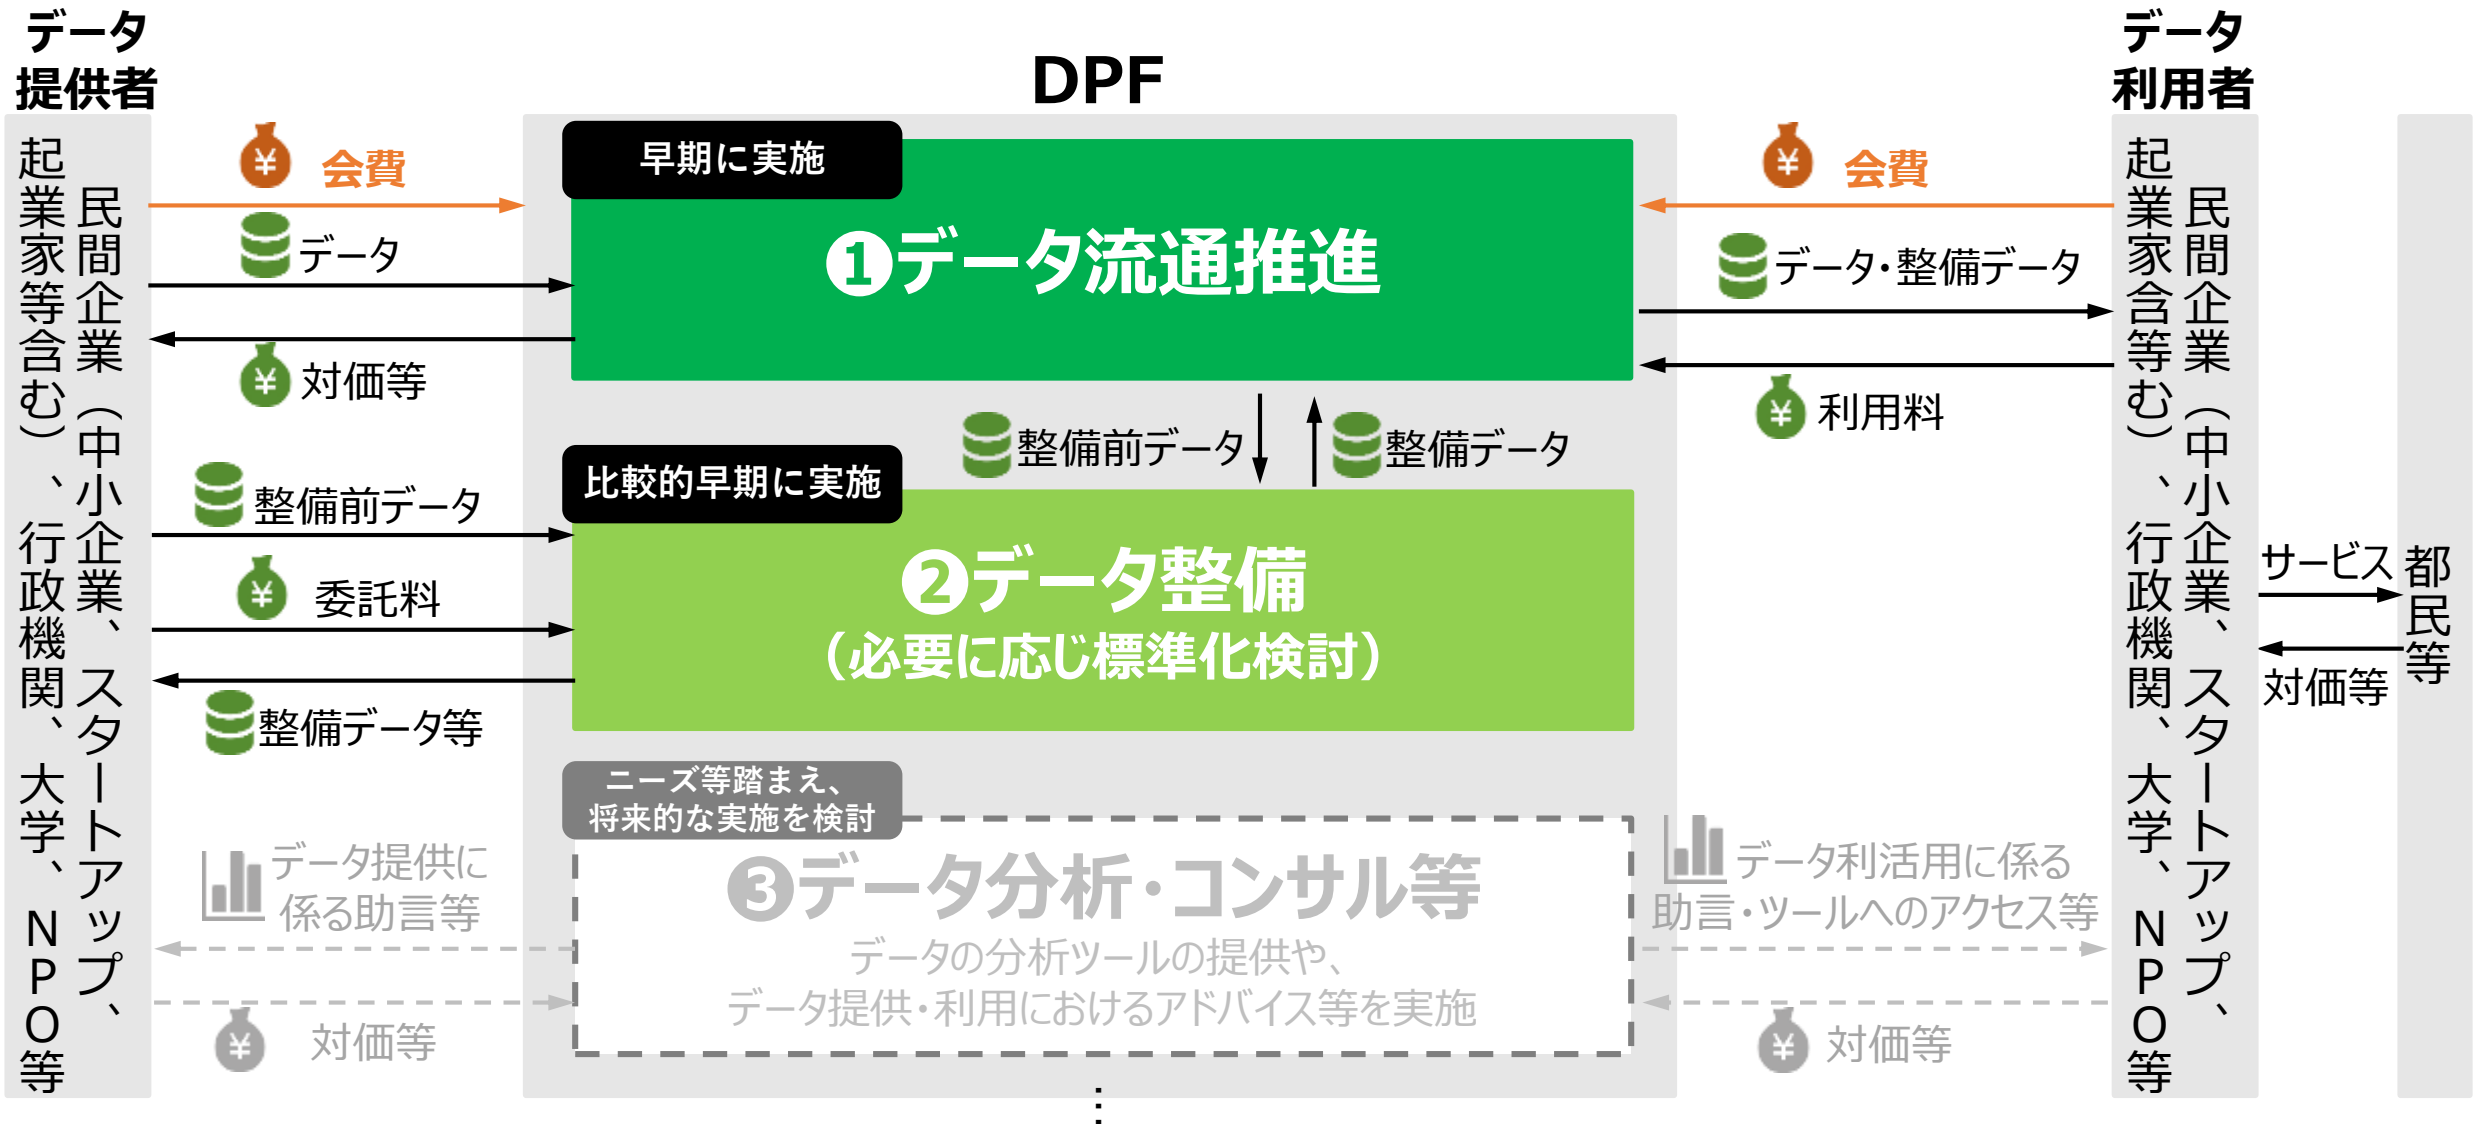 データ
提供者
民間企業（中小企業、スタートアップ、
起業家等含む）、行政機関、大学、NPO等
会費
データ
対価等
整備前データ
委託料
整備データ等
データ提供に
係る助言等
対価等
DPF
早期に実施
❶データ流通推進
整備前データ
整備データ
比較的早期に実施
❷データ整備
（必要に応じ標準化検討）
ニーズ等踏まえ、
将来的な実施を検討
❸データ分析・コンサル等
データの分析ツールの提供や、
データ提供・利用におけるアドバイス等を実施
⋮
会費
データ・整備データ
利用料
データ利活用に係る
助言・ツールへのアクセス等
対価等
データ
利用者
民間企業（中小企業、スタートアップ、
起業家含等む）、行政機関、大学、NPO等
サービス
対価等
都民等